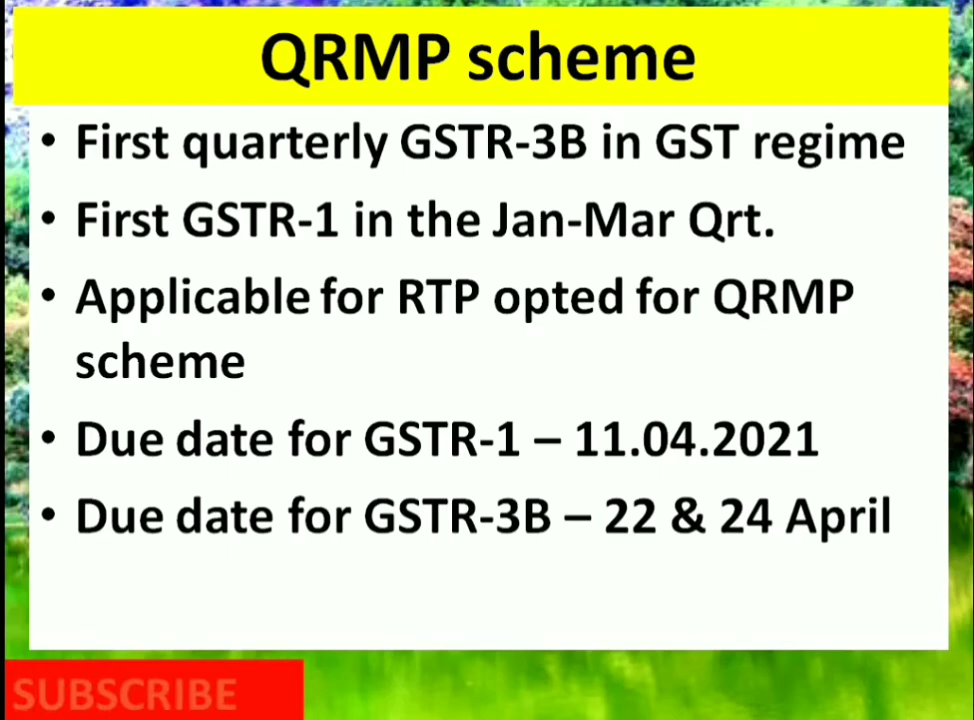 QRMP scheme
• First quarterly GSTR-3B in GST regime
• First GSTR-1 in the Jan-Mar Qrt.
• Applicable for RTP opted for QRMP
scheme
• Due date for GSTR-1 – 11.04.2021
• Due date for GSTR-3B – 22 & 24 April
SUBSCRIBE